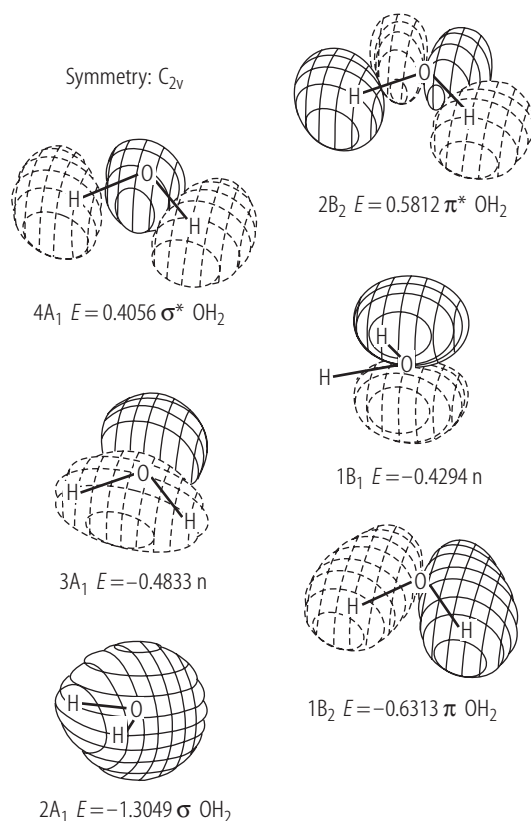 Symmetry: C₂ᵥ
H
O
H
2B₂ E = 0.5812 π* OH₂
H
O
H
4A₁ E = 0.4056 σ* OH₂
H
H
O
1B₁ E = –0.4294 n
H
O
H
3A₁ E = –0.4833 n
H
O
H
1B₂ E = –0.6313 π OH₂
H
O
H
2A₁ E = –1.3049 σ OH₂